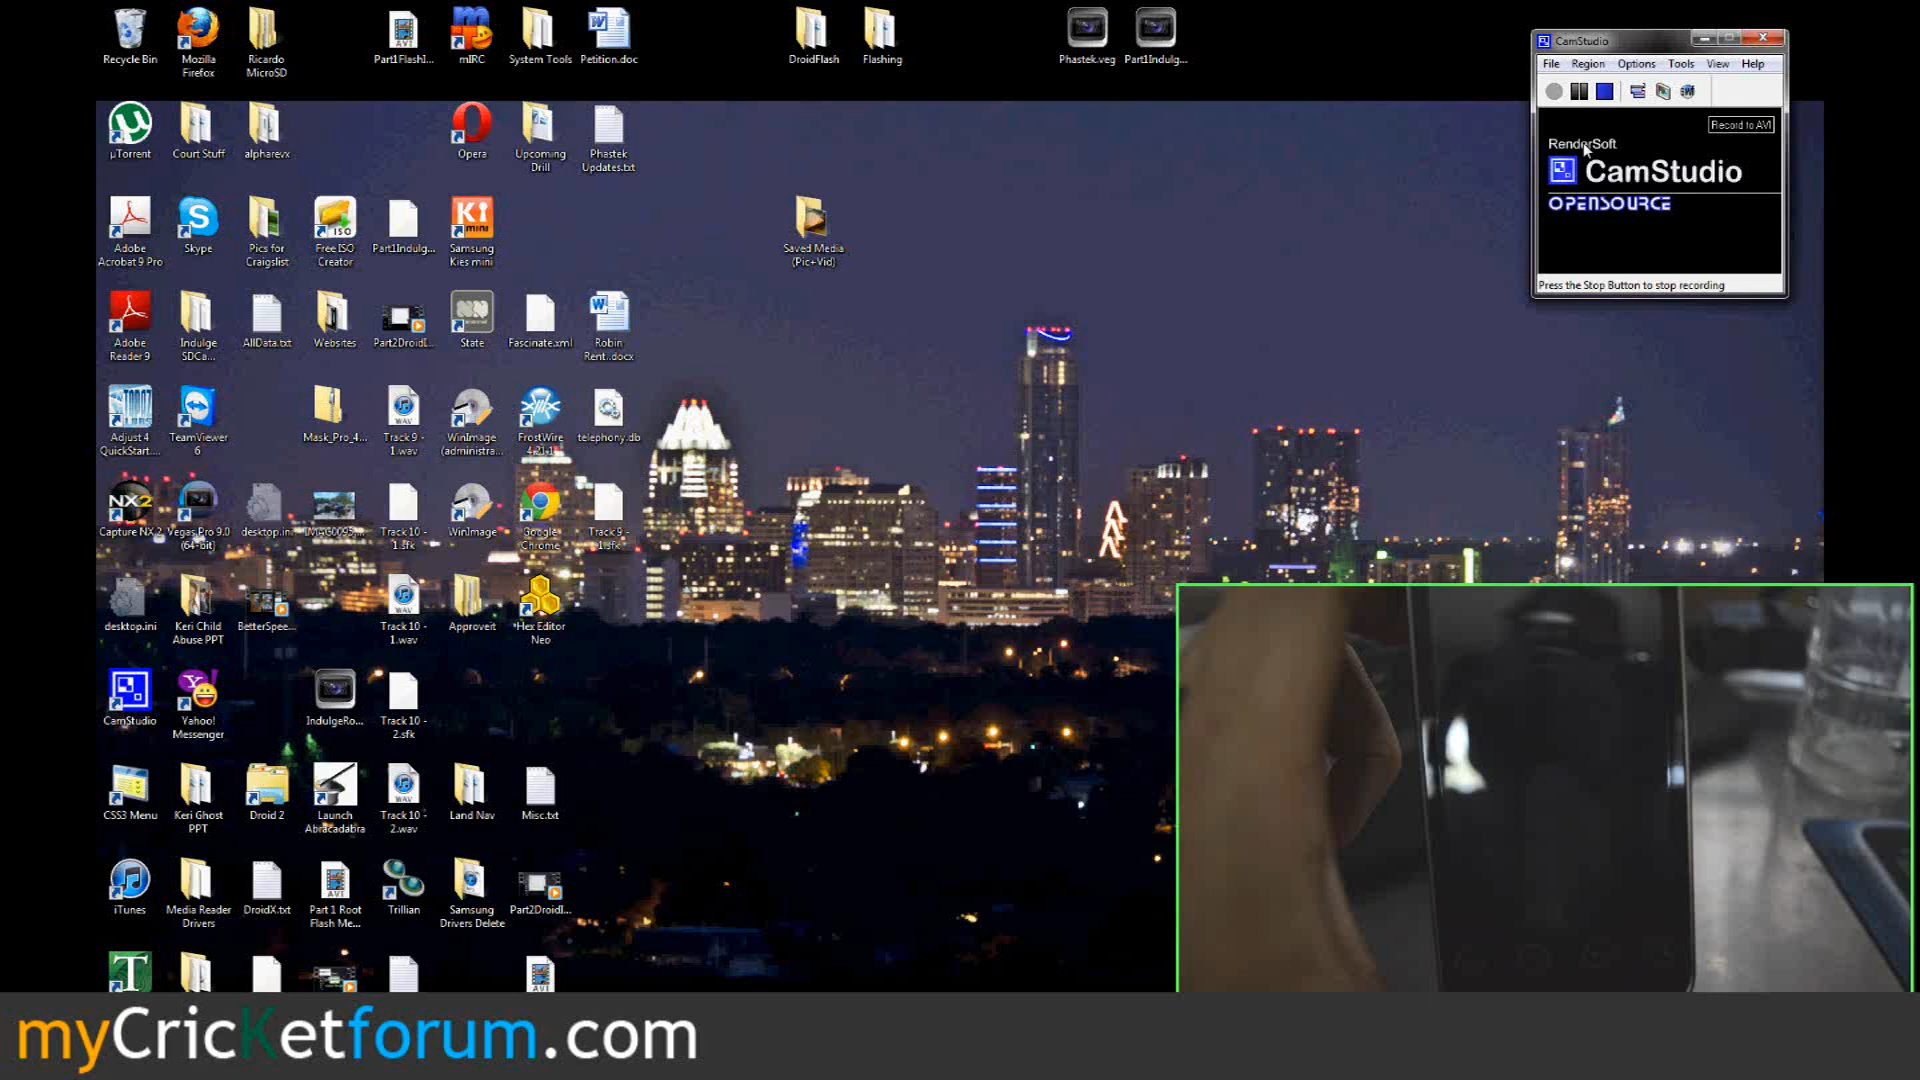 Recycle Bin
Mozilla
Firefox
Ricardo
MicroSD
Part1FlashI...
mIRC
System Tools
Petition.doc
DroidFlash
Flashing
Phastek.veg
Part1Indulg...
µTorrent
Court Stuff
alpharevx
Opera
Upcoming
Drill
Phastek
Updates.txt
Adobe
Acrobat 9 Pro
Skype
Pics for
Craigslist
Free ISO
Creator
Part1Indulg...
Samsung
Kies mini
Saved Media
(Pic+Vid)
Adobe
Reader 9
Indulge
SDCa...
AllData.txt
Websites
Part2DroidI...
State
Fascinate.xml
Robin
Rent..docx
Adjust 4
QuickStart....
TeamViewer
6
Mask_Pro_4...
Track 9 -
1.wav
WinImage
(administra...
FrostWire
4.21.1
telephony.db
Capture NX 2
Vegas Pro 9.0
(64-bit)
desktop.ini
IMAG0095...
Track 10 -
1.sfk
WinImage
Google
Chrome
Track 9 -
1.sfk
desktop.ini
Keri Child
Abuse PPT
BetterSpee...
Track 10 -
1.wav
Approveit
Hex Editor
Neo
CamStudio
Yahoo!
Messenger
IndulgeRo...
Track 10 -
2.sfk
CSS3 Menu
Keri Ghost
PPT
Droid 2
Launch
Abracadabra
Track 10 -
2.wav
Land Nav
Misc.txt
iTunes
Media Reader
Drivers
DroidX.txt
Part 1 Root
Flash Me...
Trillian
Samsung
Drivers Delete
Part2DroidI...
CamStudio
File Region Options Tools View Help
Record to AVI
RenderSoft
CamStudio
OPENSOURCE
Press the Stop Button to stop recording
myCricKetforum.com